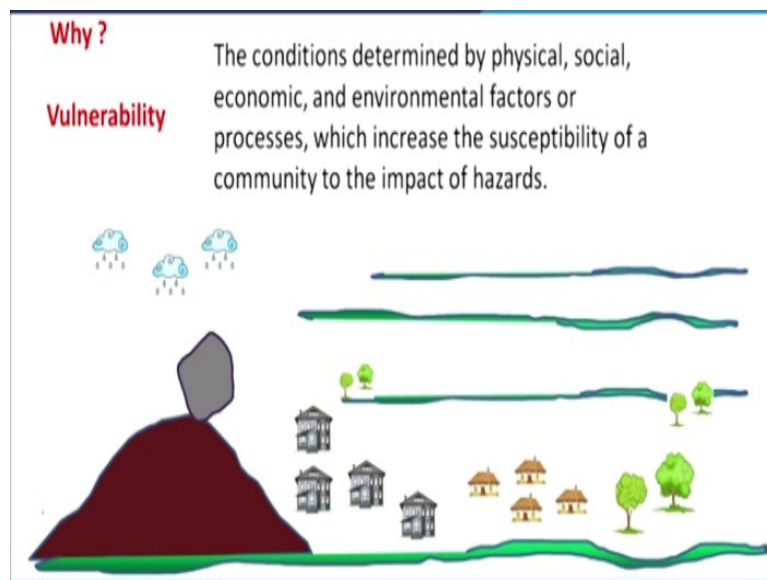 Why ?
Vulnerability
The conditions determined by physical, social,
economic, and environmental factors or
processes, which increase the susceptibility of a
community to the impact of hazards.